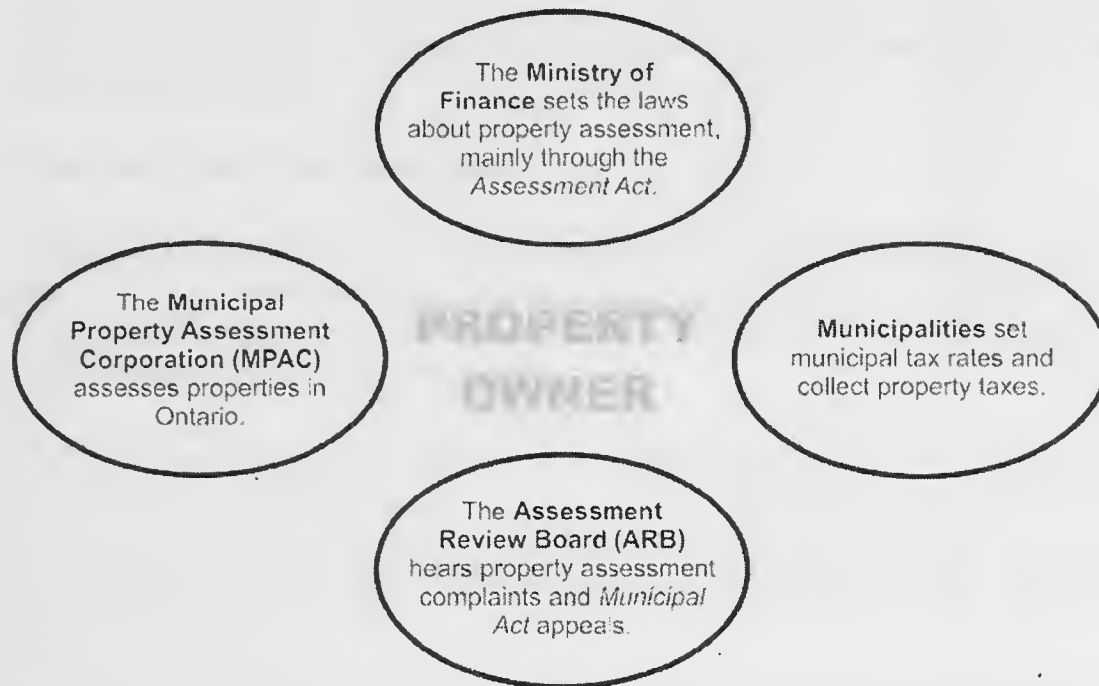 The Ministry of
Finance sets the laws
about property assessment,
mainly through the
Assessment Act.
The Municipal
Property Assessment
Corporation (MPAC)
assesses properties in
Ontario.
PROPERTY
OWNER
Municipalities set
municipal tax rates and
collect property taxes.
The Assessment
Review Board (ARB)
hears property assessment
complaints and Municipal
Act appeals.